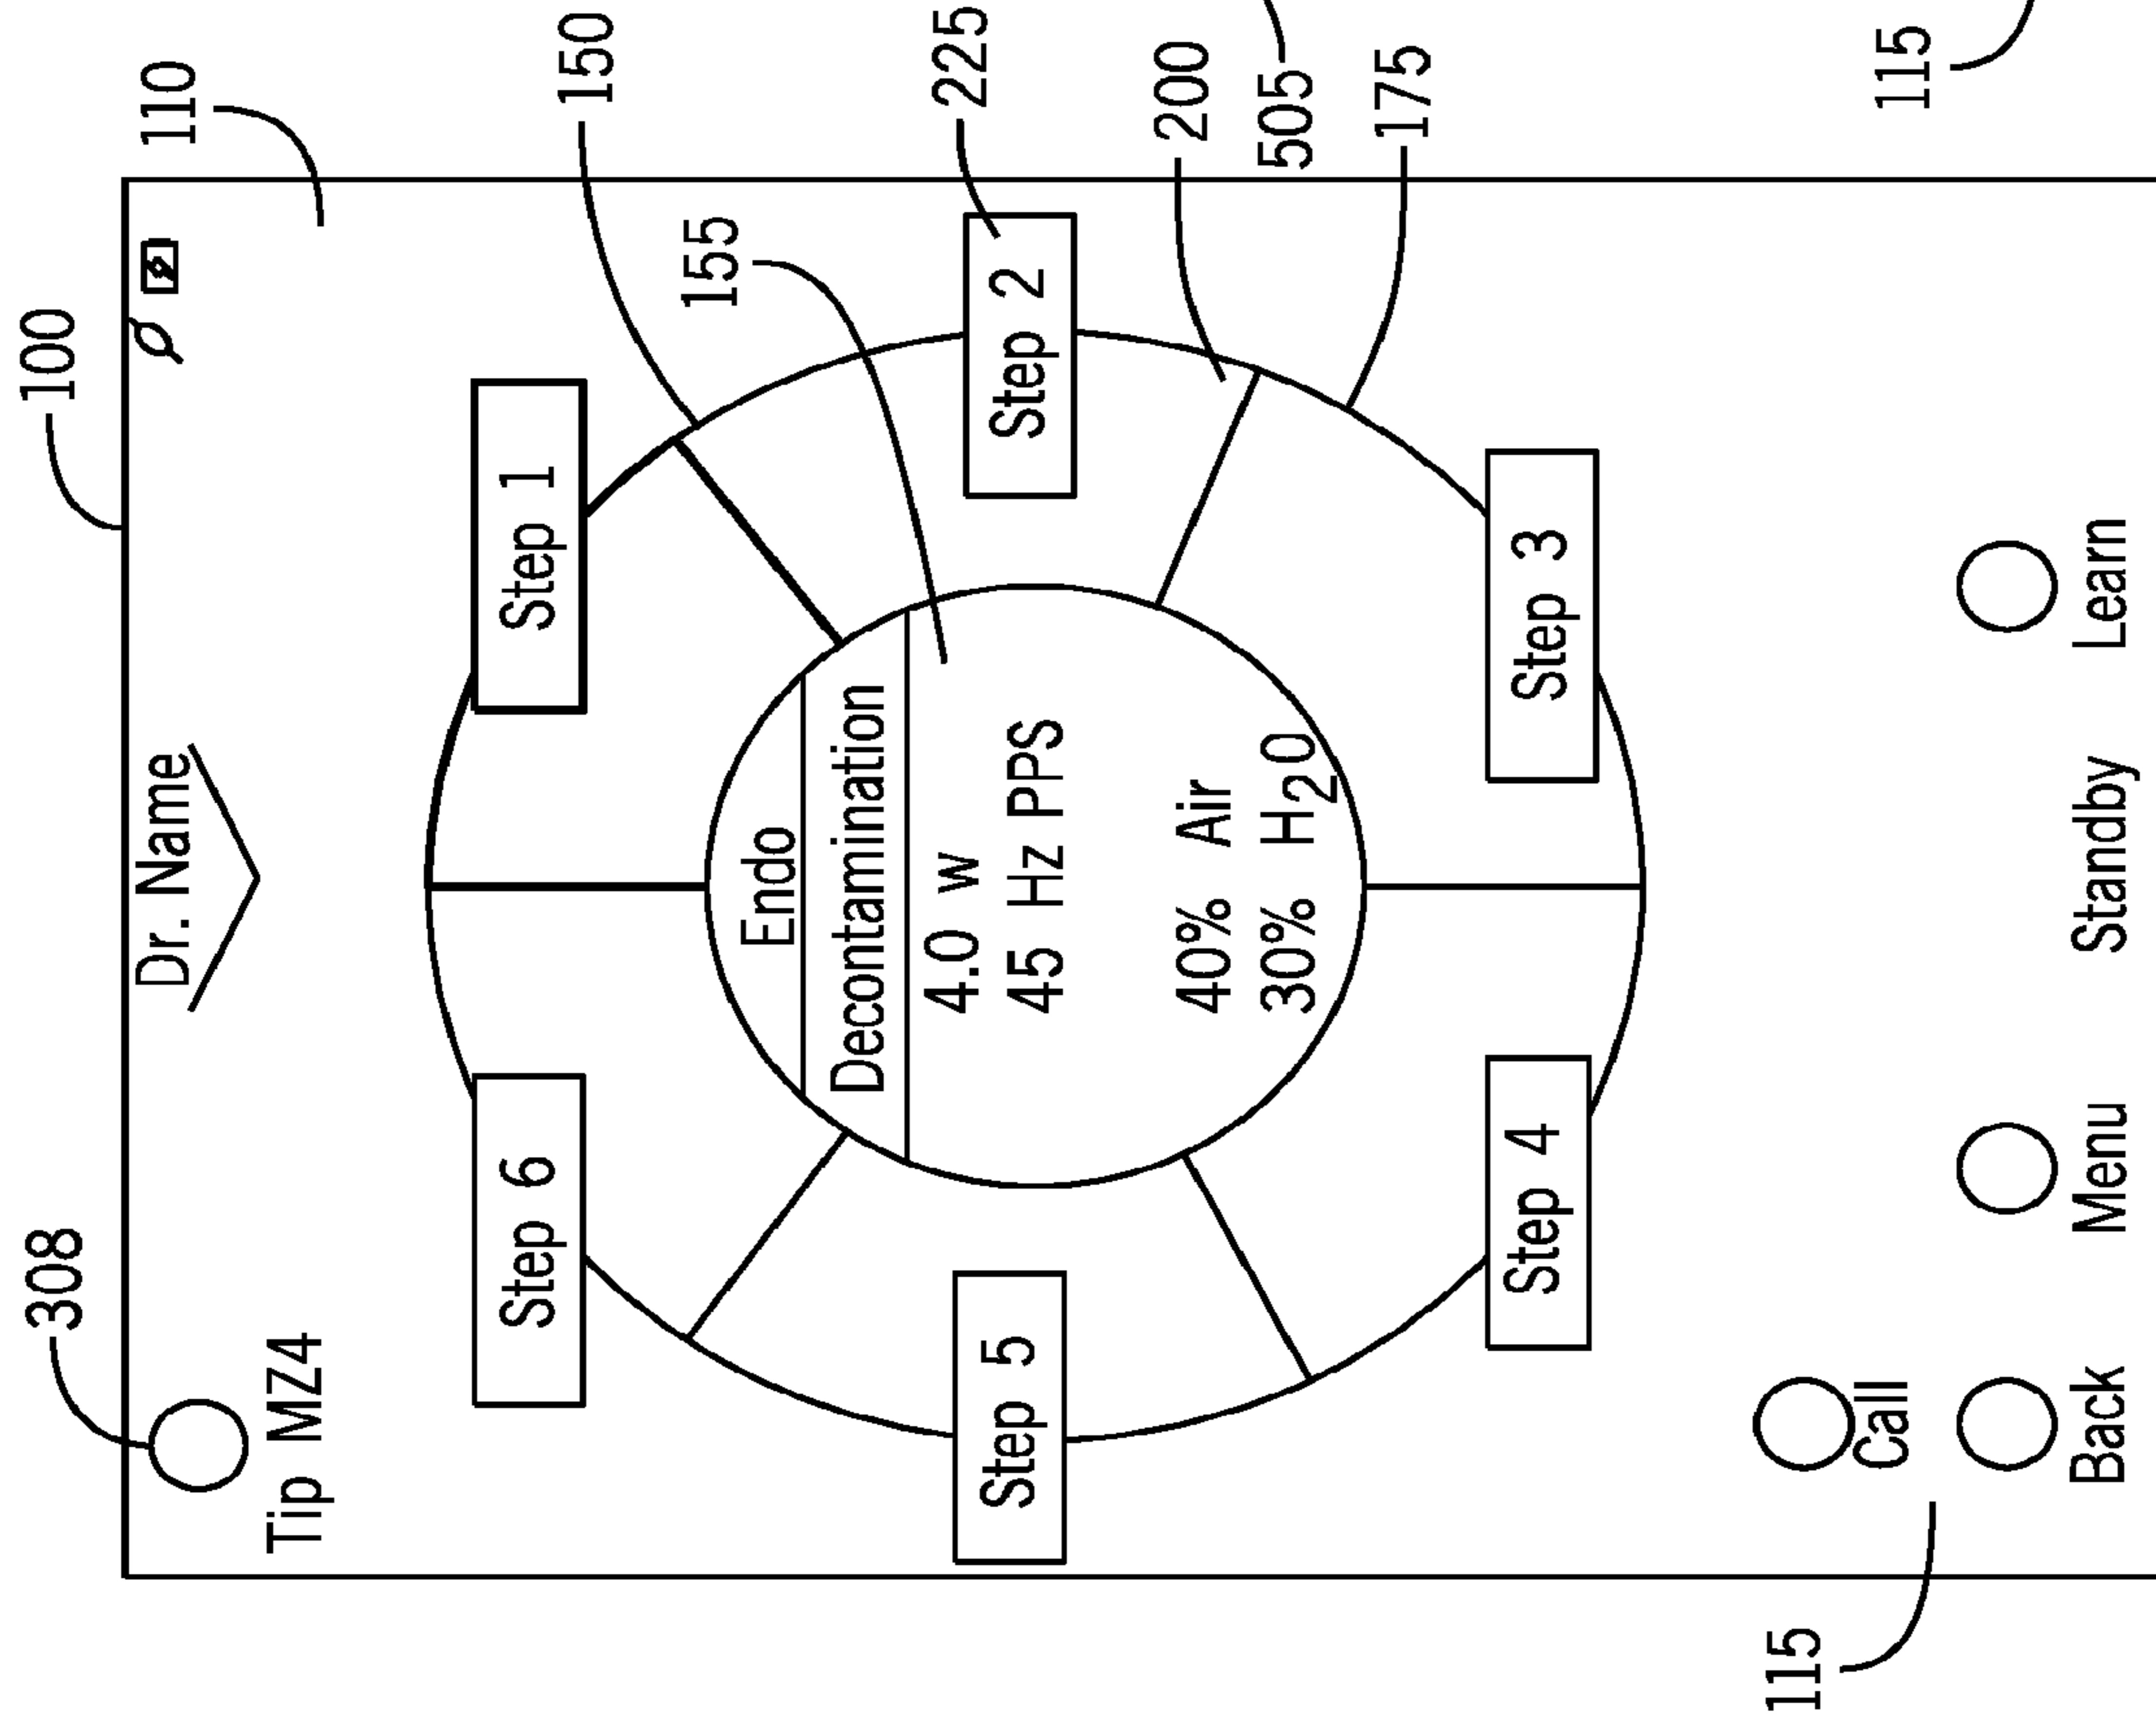 308
100
110
Dr. Name
Tip MZ4
150
Step 6
Step 1
155
Endo
Decontamination
4.0 w
45 Hz PPS
40% Air
30% H₂O
225
Step 5
Step 2
200
505
175
Step 4
Step 3
115
115
Call
Back
Menu
Standby
Learn